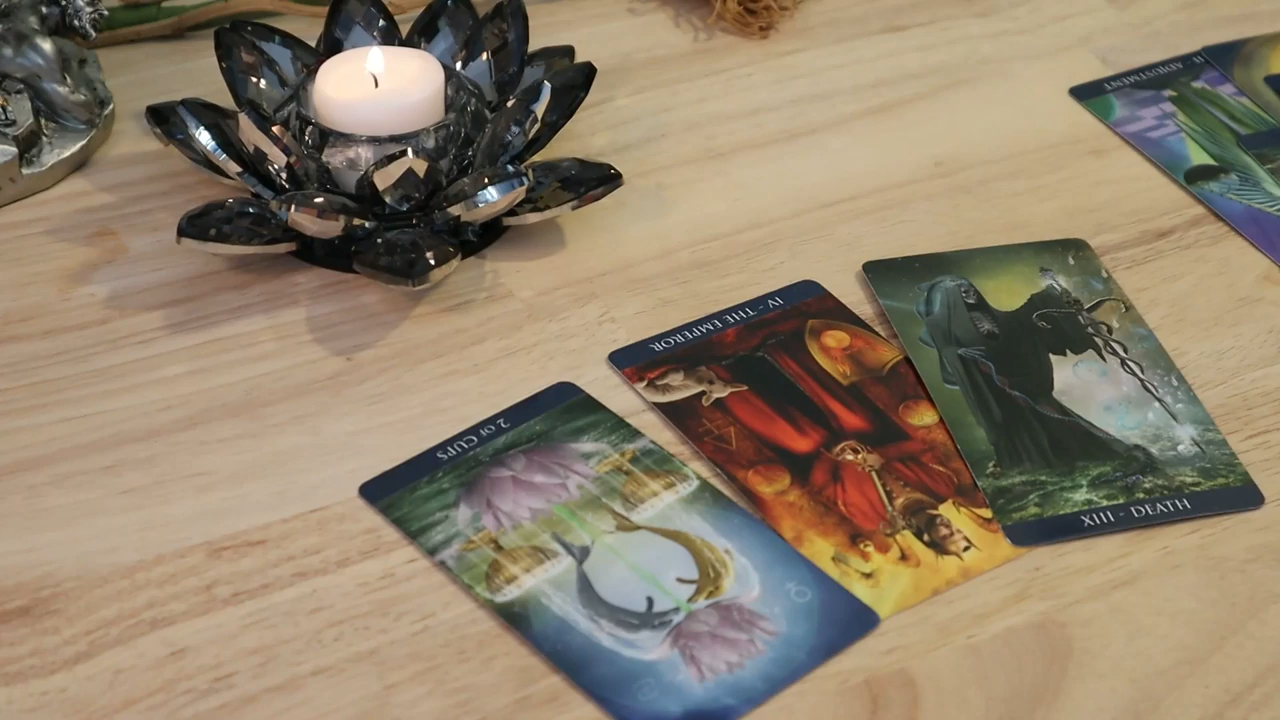 2 of CUPS
IV - THE EMPEROR
XIII - DEATH
II - ADJUSTMENT